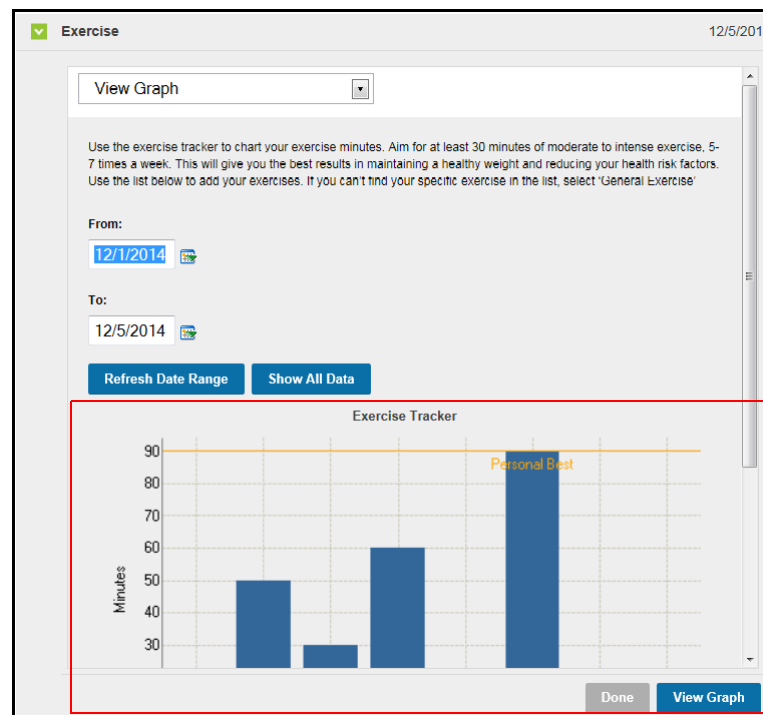 Exercise
12/5/201
View Graph
Use the exercise tracker to chart your exercise minutes. Aim for at least 30 minutes of moderate to intense exercise, 5-
7 times a week. This will give you the best results in maintaining a healthy weight and reducing your health risk factors.
Use the list below to add your exercises. If you can't find your specific exercise in the list, select 'General Exercise'
From:
12/1/2014
To:
12/5/2014
Refresh Date Range
Show All Data
Exercise Tracker
90
Personal Best
80
70
60
50
40
30
Minutes
Done
View Graph